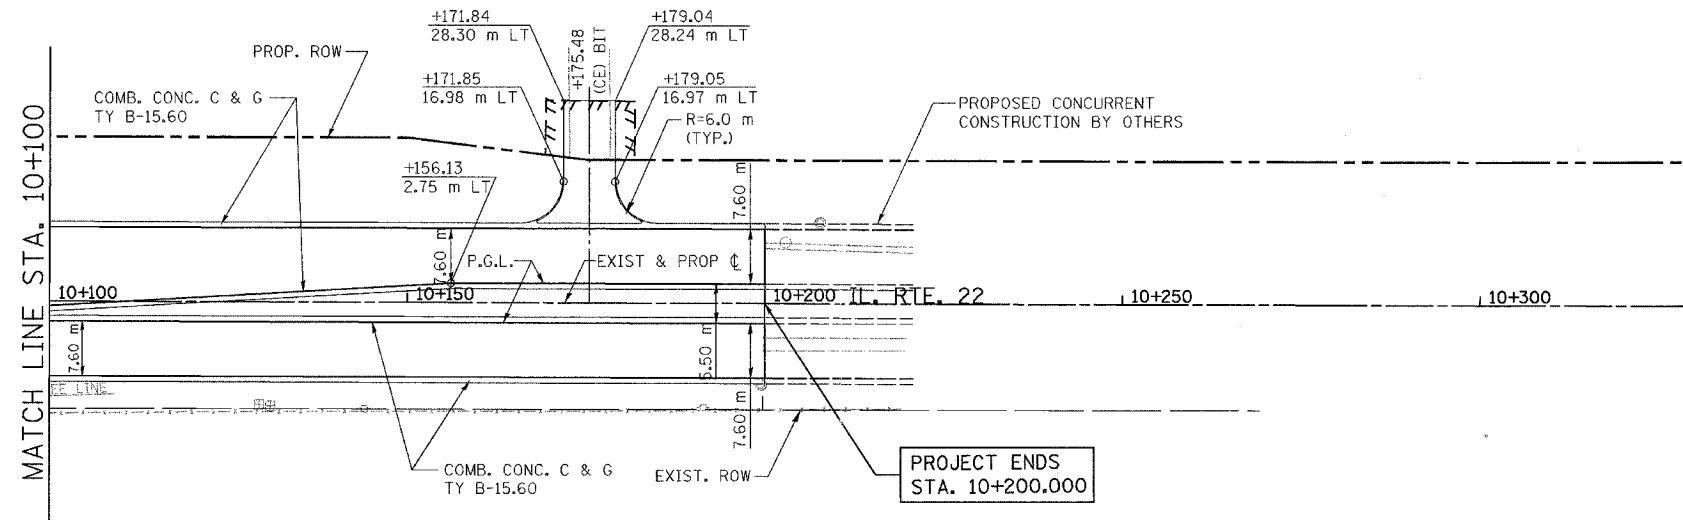 +171.84
28.30 m LT
+179.04
28.24 m LT
PROP. ROW
+175.48
(CE) BIT
+171.85
16.98 m LT
+179.05
16.97 m LT
COMB. CONC. C & G
TY B-15.60
R=6.0 m
(TYP.)
PROPOSED CONCURRENT
CONSTRUCTION BY OTHERS
+156.13
2.75 m LT
7.60 m
7.60 m
P.G.L.
EXIST & PROP ℄
MATCH LINE STA. 10+100
10+100
10+150
10+200 IL. RTE. 22
10+250
10+300
7.60 m
5.50 m
7.60 m
EE LINE
COMB. CONC. C & G
TY B-15.60
EXIST. ROW
PROJECT ENDS
STA. 10+200.000